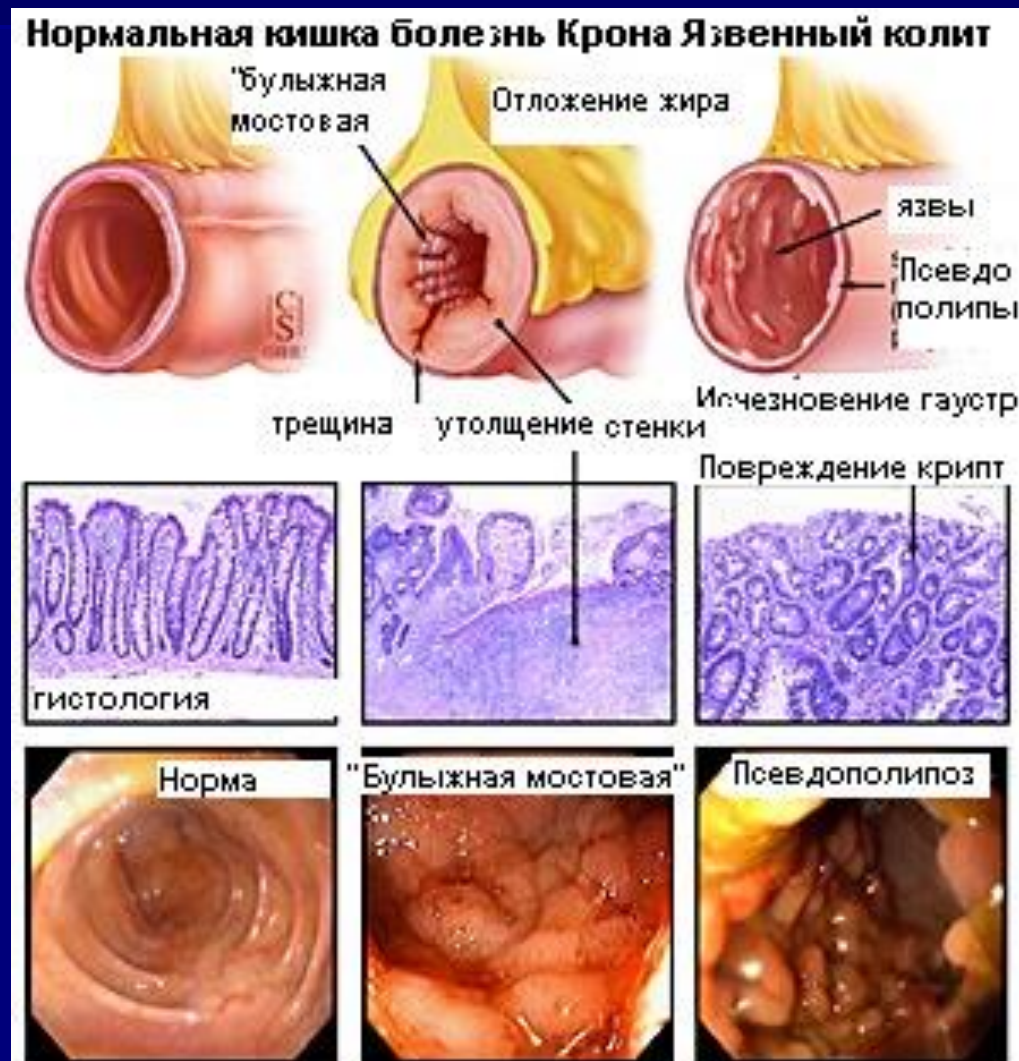 Нормальная кишка болезнь Крона Язвенный колит
"булыжная
мостовая
Отложение жира
язвы
Псевдо
полипы
трещина
утолщение стенки
Исчезновение гаустр
Повреждение крипт
гистология
Норма
"Булыжная мостовая"
Псевдополипоз